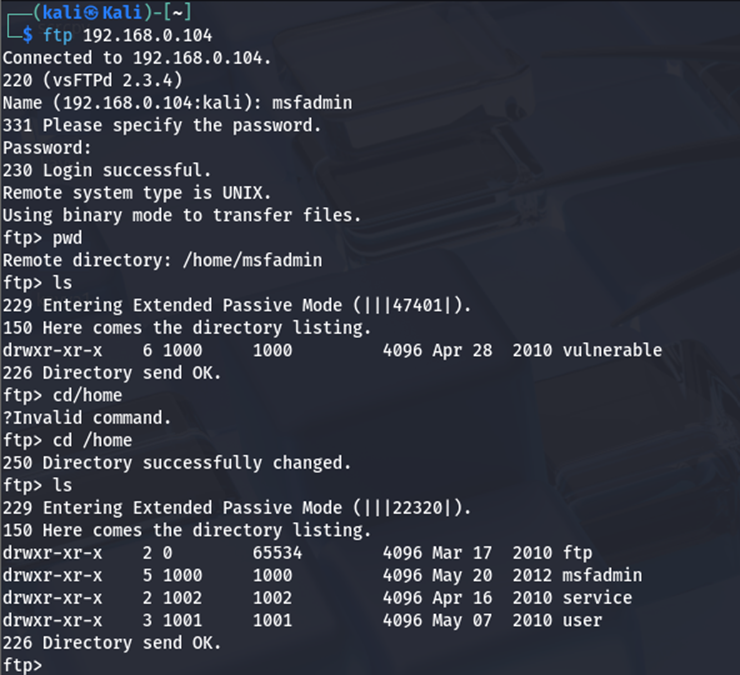 ┌──(kali㉿Kali)-[~]
└─$ ftp 192.168.0.104
Connected to 192.168.0.104.
220 (vsFTPd 2.3.4)
Name (192.168.0.104:kali): msfadmin
331 Please specify the password.
Password:
230 Login successful.
Remote system type is UNIX.
Using binary mode to transfer files.
ftp> pwd
Remote directory: /home/msfadmin
ftp> ls
229 Entering Extended Passive Mode (|||47401|).
150 Here comes the directory listing.
drwxr-xr-x    6 1000     1000         4096 Apr 28  2010 vulnerable
226 Directory send OK.
ftp> cd/home
?Invalid command.
ftp> cd /home
250 Directory successfully changed.
ftp> ls
229 Entering Extended Passive Mode (|||22320|).
150 Here comes the directory listing.
drwxr-xr-x    2 0        65534        4096 Mar 17  2010 ftp
drwxr-xr-x    5 1000     1000         4096 May 20  2012 msfadmin
drwxr-xr-x    2 1002     1002         4096 Apr 16  2010 service
drwxr-xr-x    3 1001     1001         4096 May 07  2010 user
226 Directory send OK.
ftp>